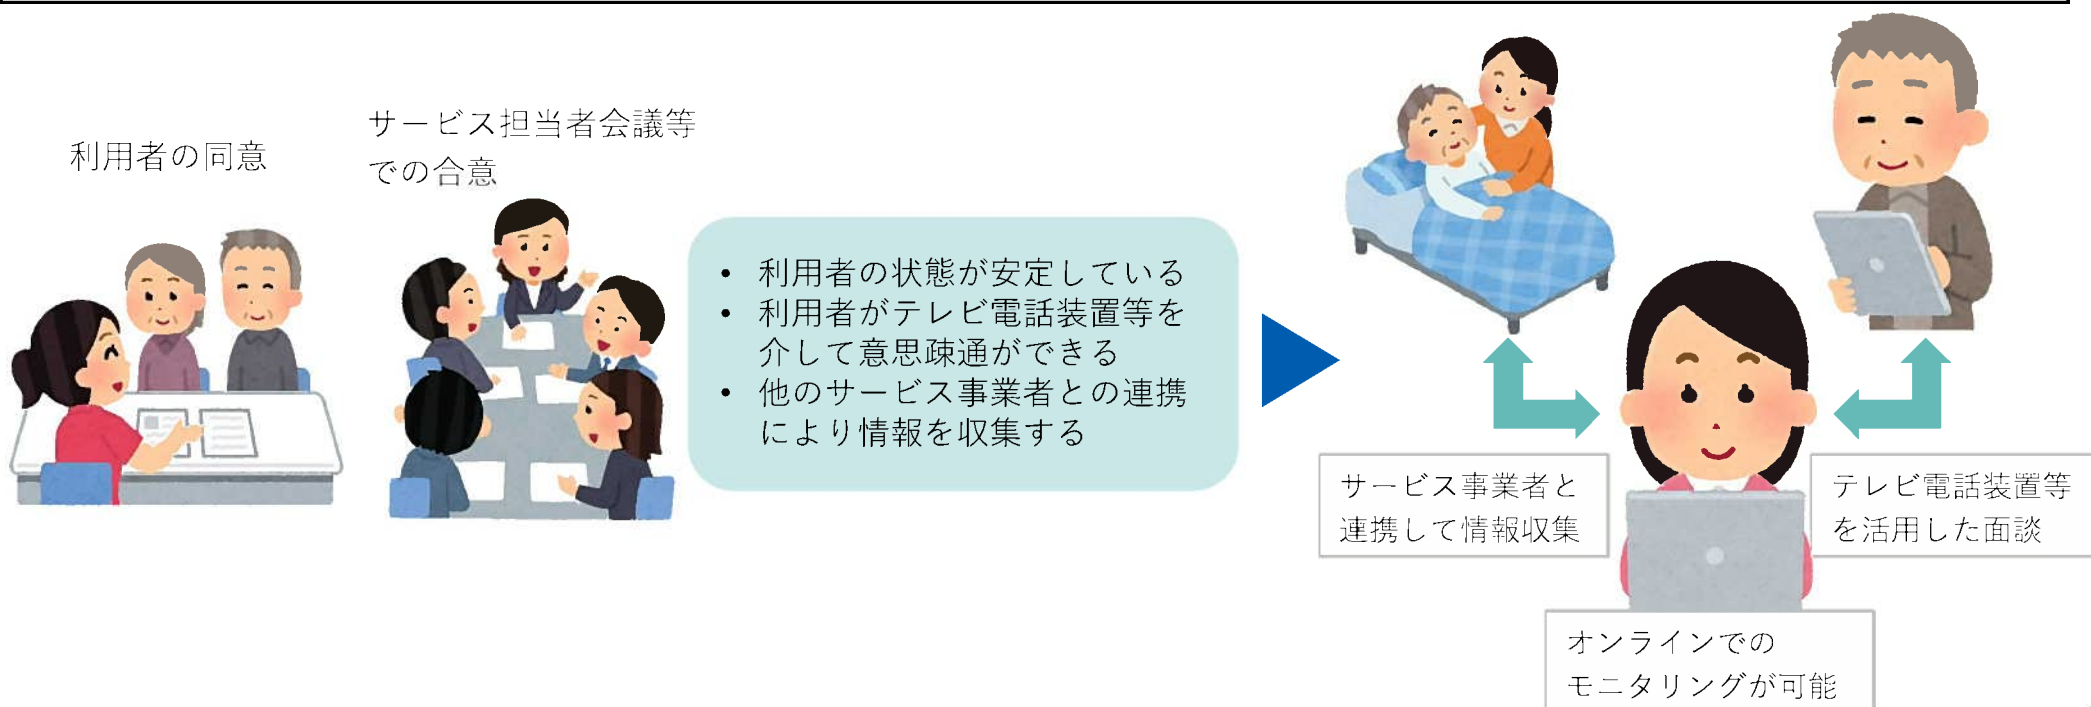 利用者の同意
サービス担当者会議等
での合意
• 利用者の状態が安定している
• 利用者がテレビ電話装置等を
介して意思疎通ができる
• 他のサービス事業者との連携
により情報を収集する
サービス事業者と
連携して情報収集
テレビ電話装置等
を活用した面談
オンラインでの
モニタリングが可能